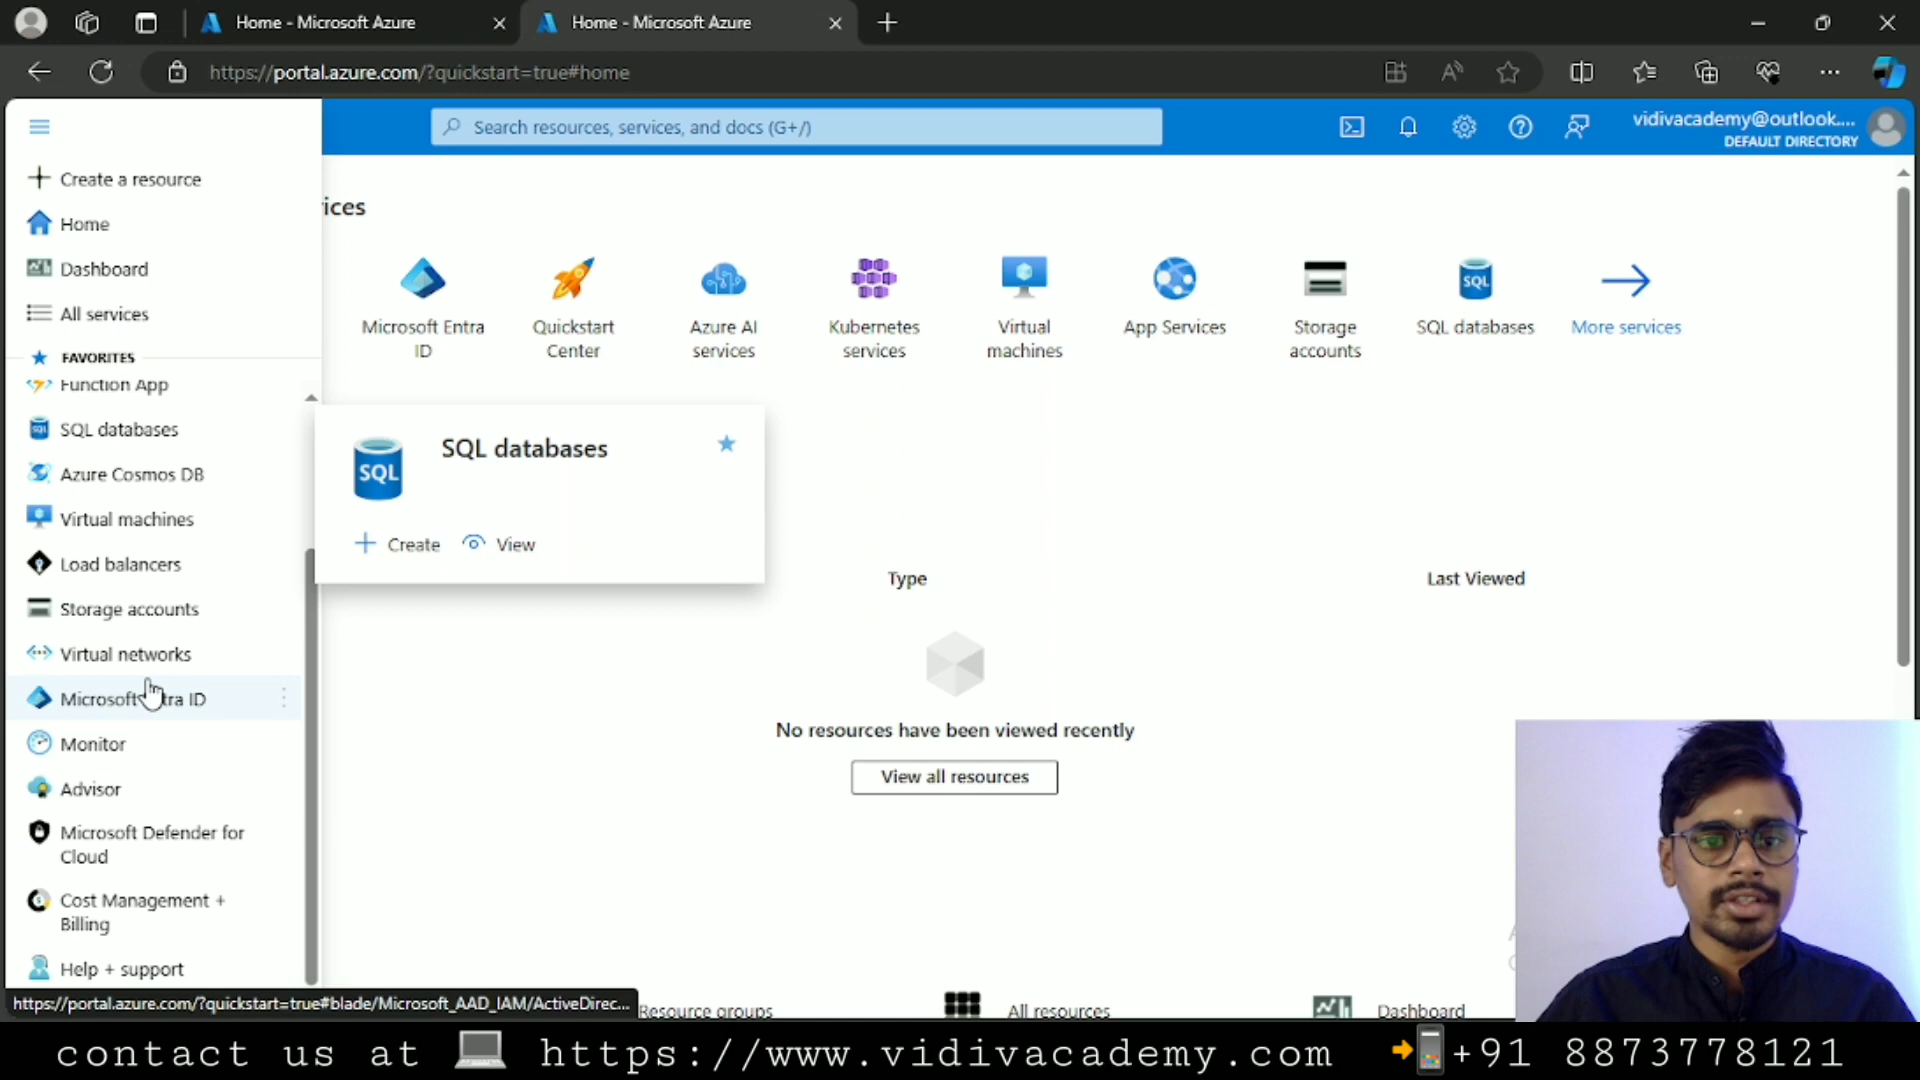 Home - Microsoft Azure
Home - Microsoft Azure
https://portal.azure.com/?quickstart=true#home
Search resources, services, and docs (G+/)
vidivacademy@outlook....
DEFAULT DIRECTORY
Create a resource
Home
Dashboard
All services
FAVORITES
Function App
SQL databases
Azure Cosmos DB
Virtual machines
Load balancers
Storage accounts
Virtual networks
Microsoft tra ID
Monitor
Advisor
Microsoft Defender for
Cloud
Cost Management +
Billing
Help + support
https://portal.azure.com/?quickstart=true#blade/Microsoft_AAD_IAM/ActiveDirec...
ices
Microsoft Entra
ID
Quickstart
Center
Azure AI
services
Kubernetes
services
Virtual
machines
App Services
Storage
accounts
SQL
SQL databases
More services
SQL
SQL databases
Create
View
Type
Last Viewed
No resources have been viewed recently
View all resources
Resource groups
All resources
Dashboard
contact us at https://www.vidivacademy.com +91 8873778121